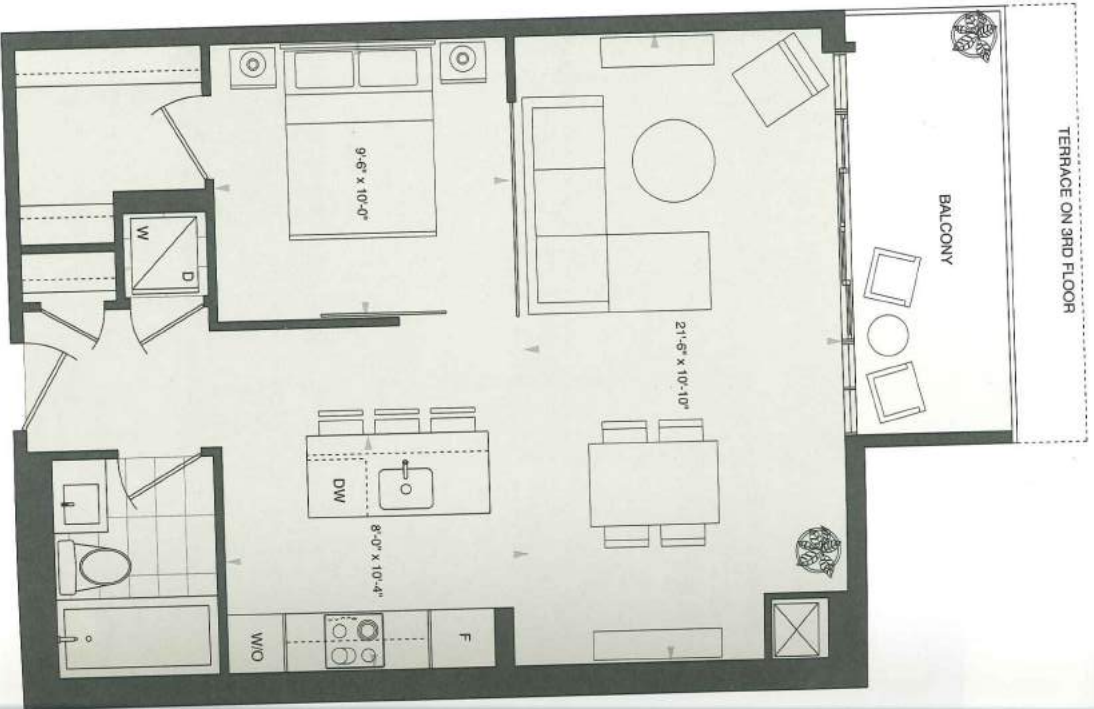 TERRACE ON 3RD FLOOR
BALCONY
21'-6" x 10'-10"
9'-6" x 10'-0"
W
D
DW
8'-0" x 10'-4"
F
W/O